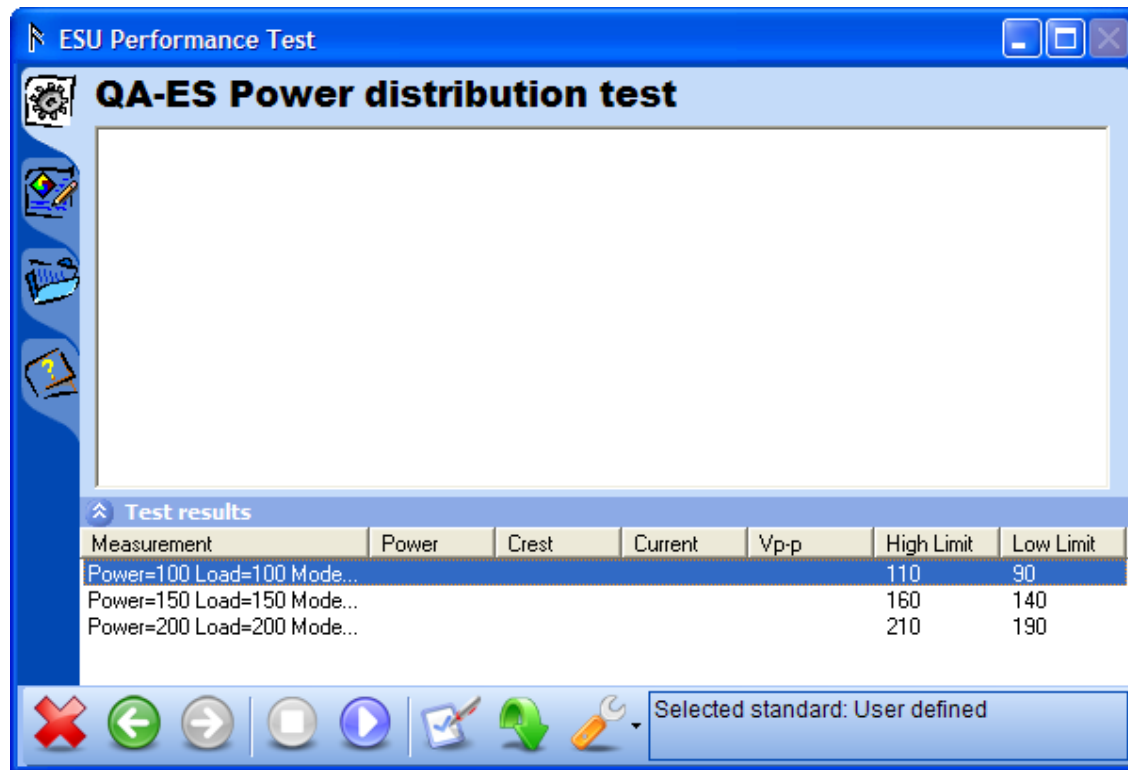 ESU Performance Test
QA-ES Power distribution test
Test results
Measurement Power Crest Current Vp-p High Limit Low Limit
Power=100 Load=100 Mode... 110 90
Power=150 Load=150 Mode... 160 140
Power=200 Load=200 Mode... 210 190
Selected standard: User defined